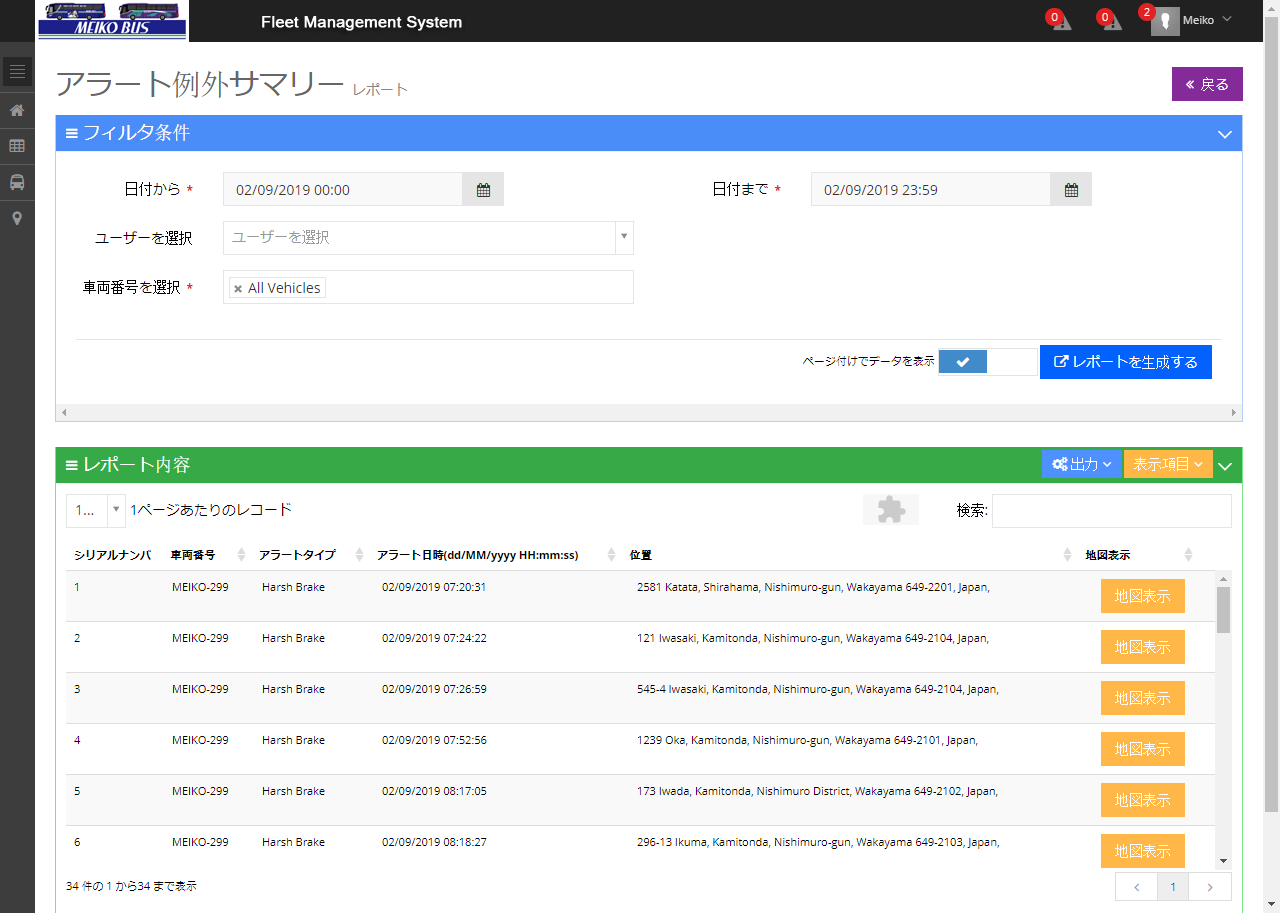 MEIKO BUS
Fleet Management System
0
0
2
Meiko
アラート例外サマリー レポート
« 戻る
フィルタ条件
日付から *
02/09/2019 00:00
日付まで *
02/09/2019 23:59
ユーザーを選択
ユーザーを選択
車両番号を選択 *
× All Vehicles
ページ付けでデータを表示
レポートを生成する
レポート内容
出力
表示項目
1...
1ページあたりのレコード
検索:
シリアルナンバ 車両番号 アラートタイプ アラート日時(dd/MM/yyyy HH:mm:ss) 位置 地図表示
1 MEIKO-299 Harsh Brake 02/09/2019 07:20:31 2581 Katata, Shirahama, Nishimuro-gun, Wakayama 649-2201, Japan, 地図表示
2 MEIKO-299 Harsh Brake 02/09/2019 07:24:22 121 Iwasaki, Kamitonda, Nishimuro-gun, Wakayama 649-2104, Japan, 地図表示
3 MEIKO-299 Harsh Brake 02/09/2019 07:26:59 545-4 Iwasaki, Kamitonda, Nishimuro-gun, Wakayama 649-2104, Japan, 地図表示
4 MEIKO-299 Harsh Brake 02/09/2019 07:52:56 1239 Oka, Kamitonda, Nishimuro-gun, Wakayama 649-2101, Japan, 地図表示
5 MEIKO-299 Harsh Brake 02/09/2019 08:17:05 173 Iwada, Kamitonda, Nishimuro District, Wakayama 649-2102, Japan, 地図表示
6 MEIKO-299 Harsh Brake 02/09/2019 08:18:27 296-13 Ikuma, Kamitonda, Nishimuro-gun, Wakayama 649-2103, Japan, 地図表示
34 件の 1 から34 まで表示
< 1 >